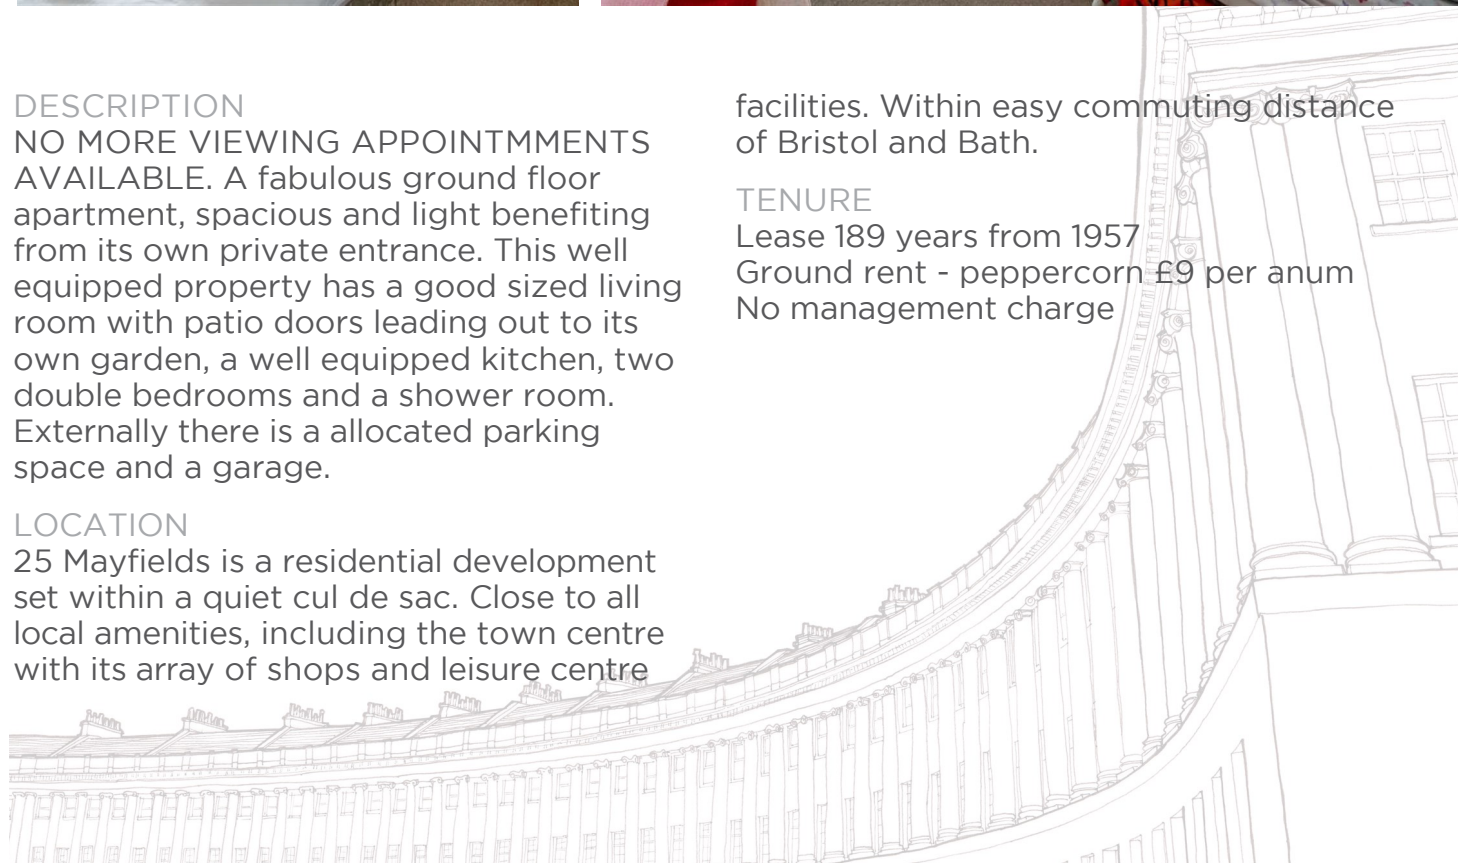 DESCRIPTION
NO MORE VIEWING APPOINTMMENTS
AVAILABLE. A fabulous ground floor
apartment, spacious and light benefiting
from its own private entrance. This well
equipped property has a good sized living
room with patio doors leading out to its
own garden, a well equipped kitchen, two
double bedrooms and a shower room.
Externally there is a allocated parking
space and a garage.
LOCATION
25 Mayfields is a residential development
set within a quiet cul de sac. Close to all
local amenities, including the town centre
with its array of shops and leisure centre
facilities. Within easy commuting distance
of Bristol and Bath.
TENURE
Lease 189 years from 1957
Ground rent - peppercorn £9 per anum
No management charge